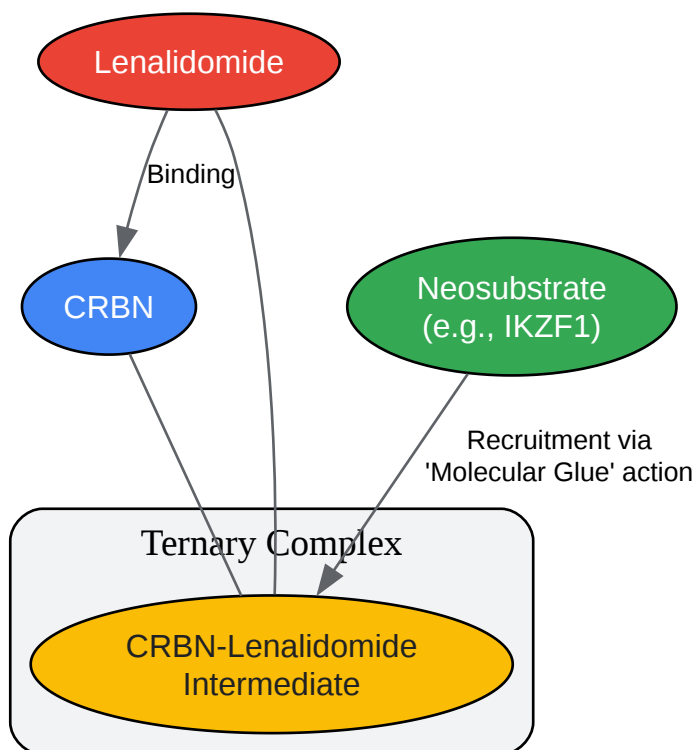 Lenalidomide
Binding
CRBN
Neosubstrate
(e.g., IKZF1)
Recruitment via
'Molecular Glue' action
Ternary Complex
CRBN-Lenalidomide
Intermediate